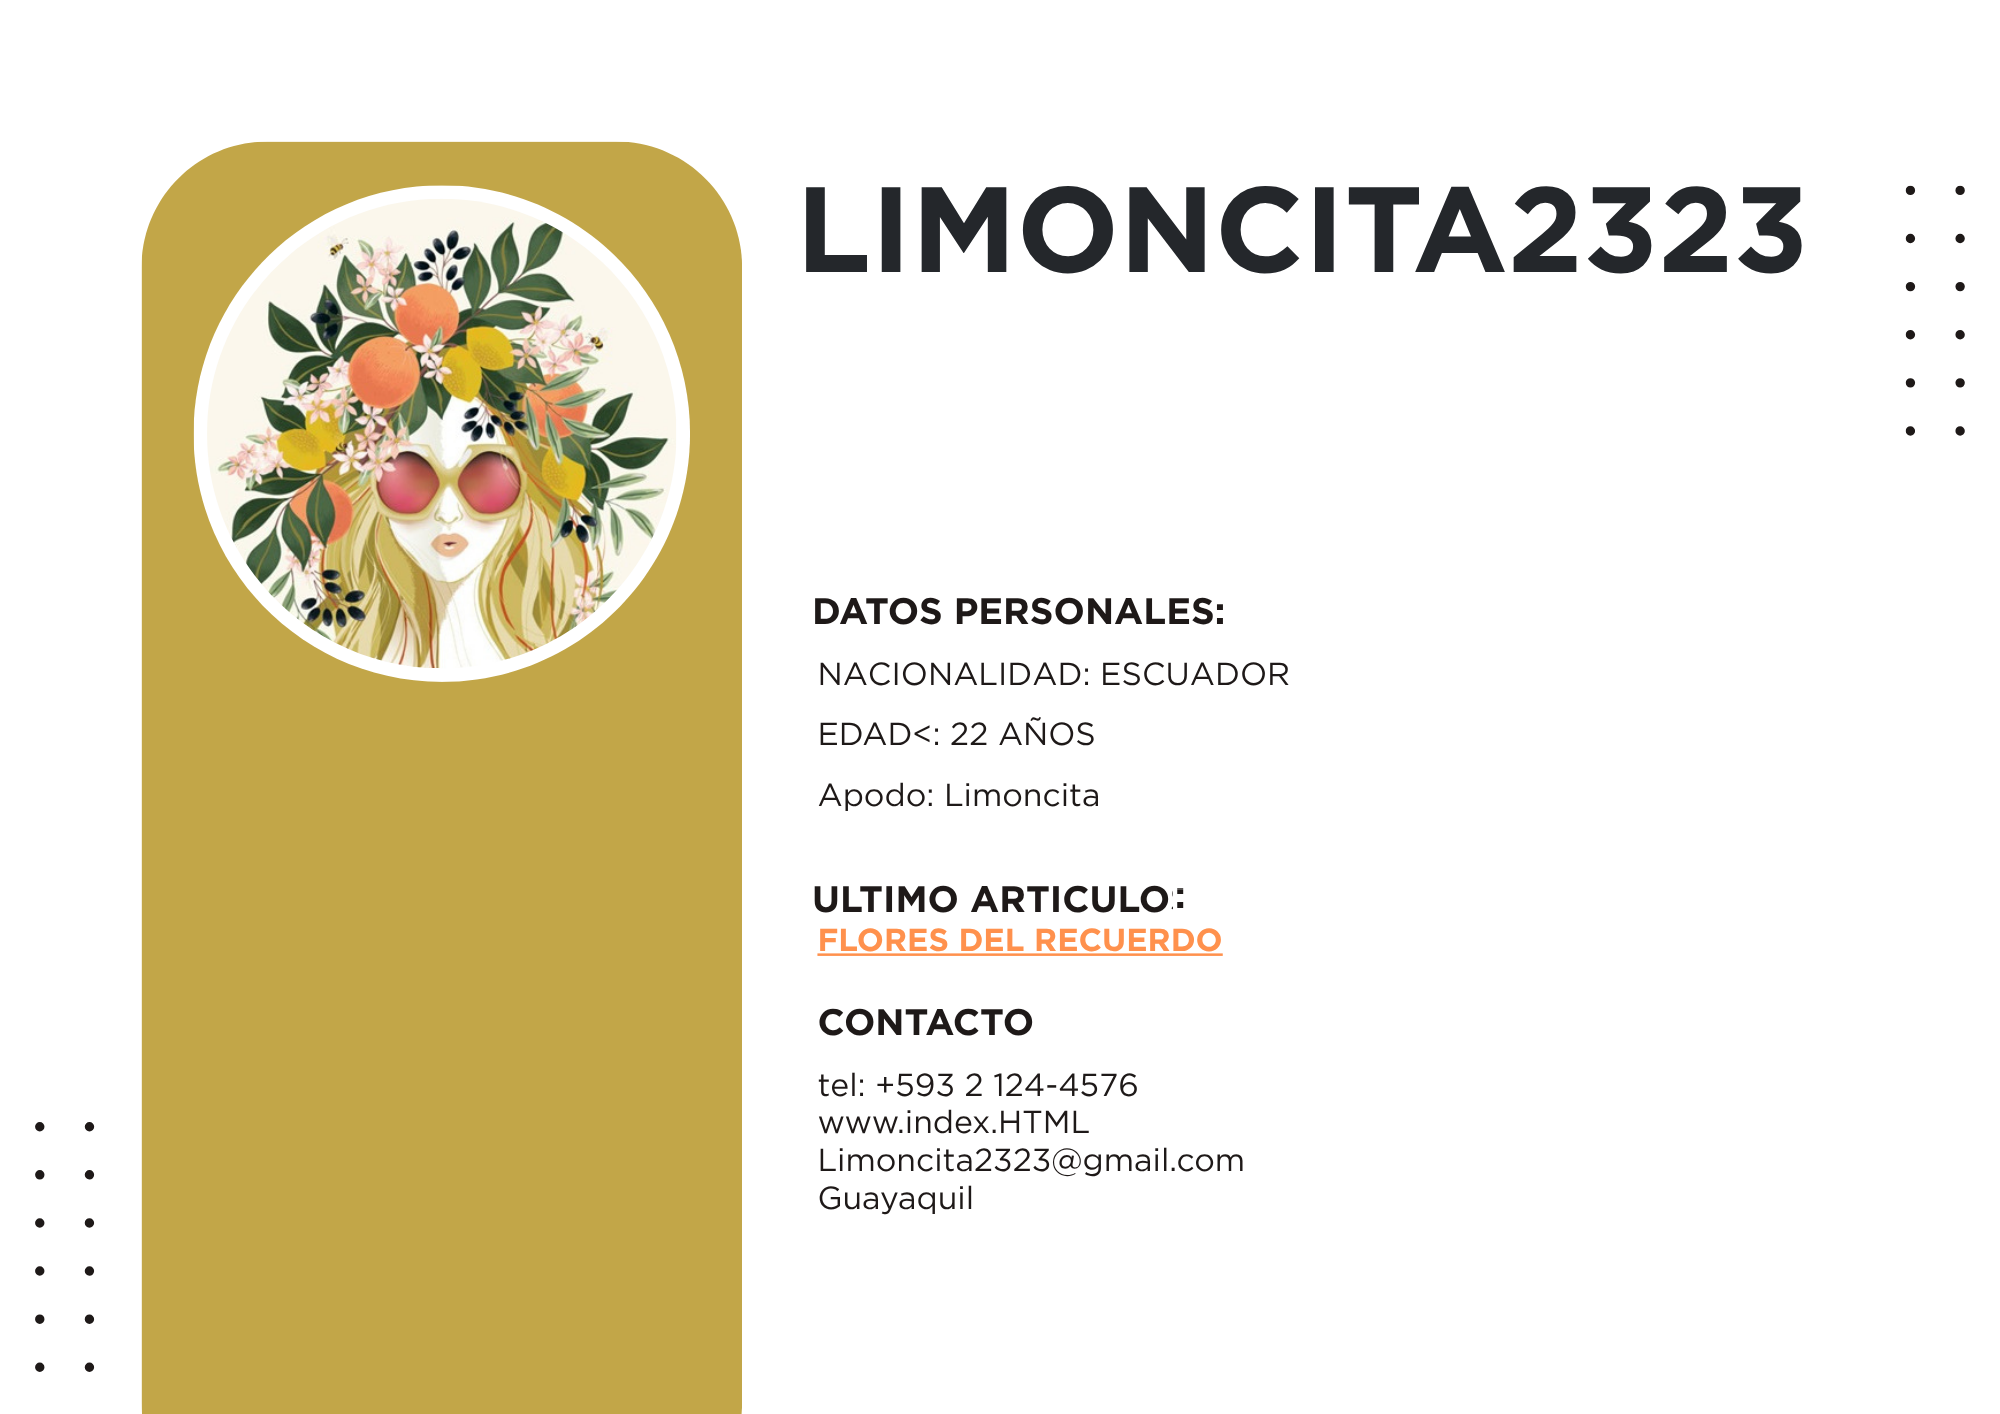 LIMONCITA2323
DATOS PERSONALES:
NACIONALIDAD: ESCUADOR
EDAD<: 22 AÑOS
Apodo: Limoncita
ULTIMO ARTICULO:
FLORES DEL RECUERDO
CONTACTO
tel: +593 2 124-4576
www.index.HTML
Limoncita2323@gmail.com
Guayaquil